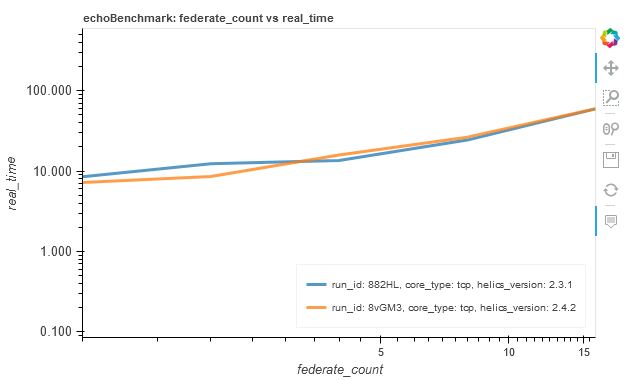 echoBenchmark: federate_count vs real_time
100.000
10.000
1.000
0.100
real_time
run_id: 882HL, core_type: tcp, helics_version: 2.3.1
run_id: 8vGM3, core_type: tcp, helics_version: 2.4.2
5
10
15
federate_count